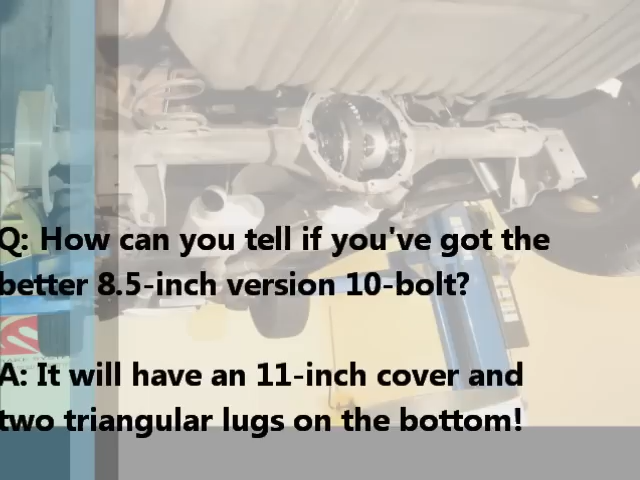 Q: How can you tell if you've got the
better 8.5-inch version 10-bolt?
A: It will have an 11-inch cover and
two triangular lugs on the bottom!